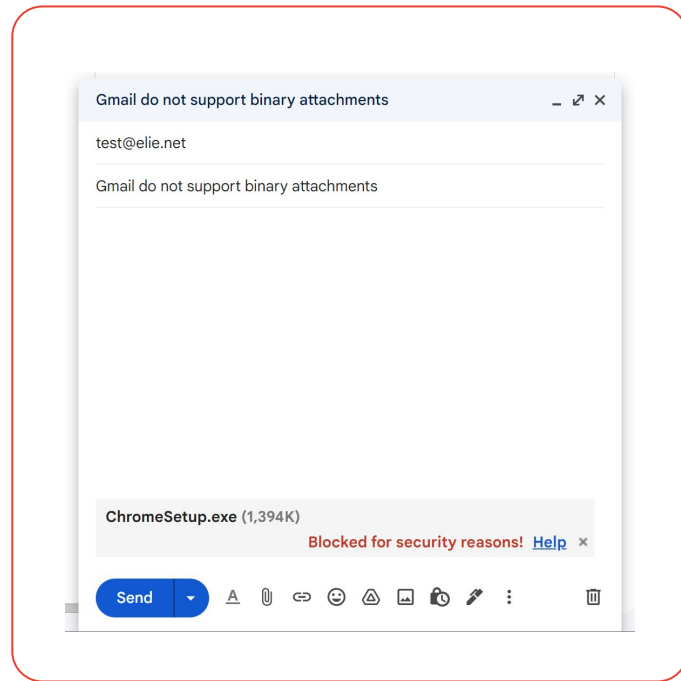 Gmail do not support binary attachments
test@elie.net
Gmail do not support binary attachments
ChromeSetup.exe (1,394K)
Blocked for security reasons! Help ×
Send